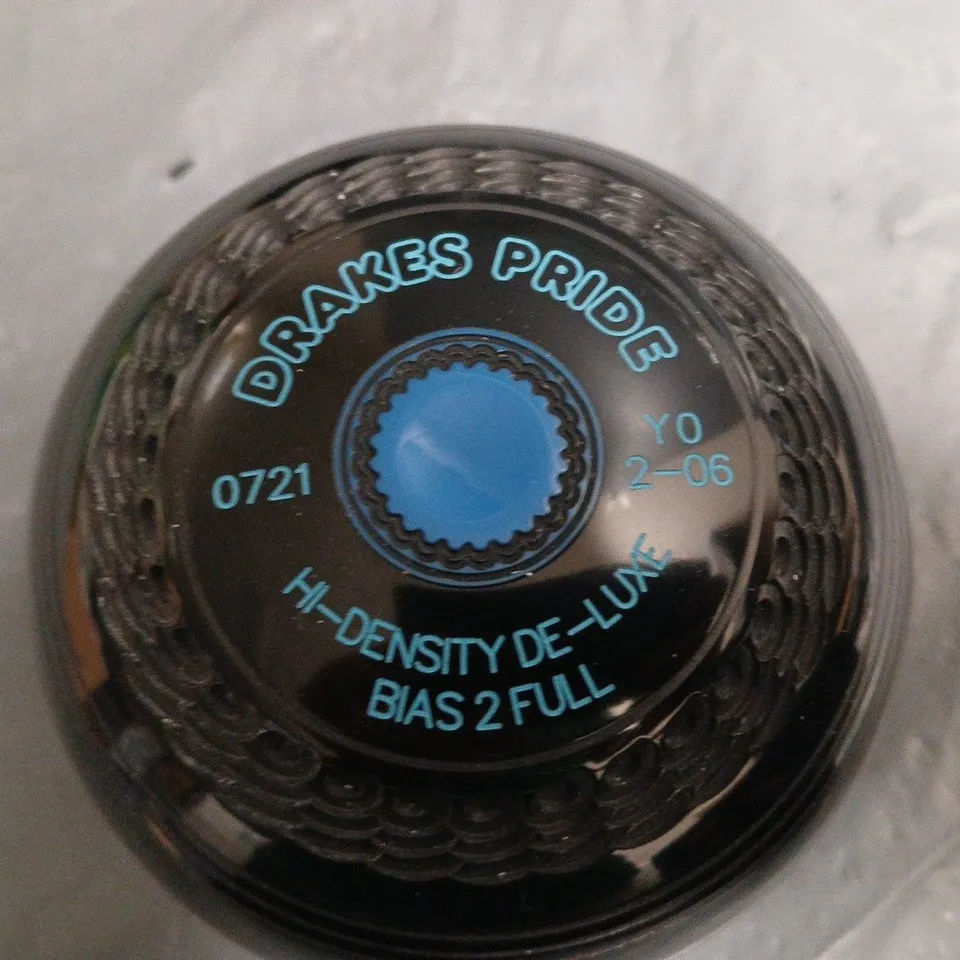 DRAKES PRIDE
0721
Y0
2-06
HI-DENSITY DE-LUXE
BIAS 2 FULL